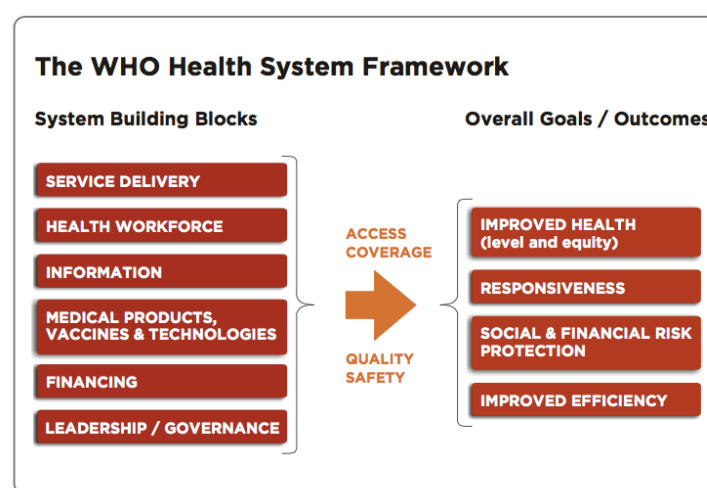 The WHO Health System Framework
System Building Blocks
Overall Goals / Outcomes
SERVICE DELIVERY
HEALTH WORKFORCE
INFORMATION
MEDICAL PRODUCTS,
VACCINES & TECHNOLOGIES
FINANCING
LEADERSHIP / GOVERNANCE
ACCESS
COVERAGE
QUALITY
SAFETY
IMPROVED HEALTH
(level and equity)
RESPONSIVENESS
SOCIAL & FINANCIAL RISK
PROTECTION
IMPROVED EFFICIENCY